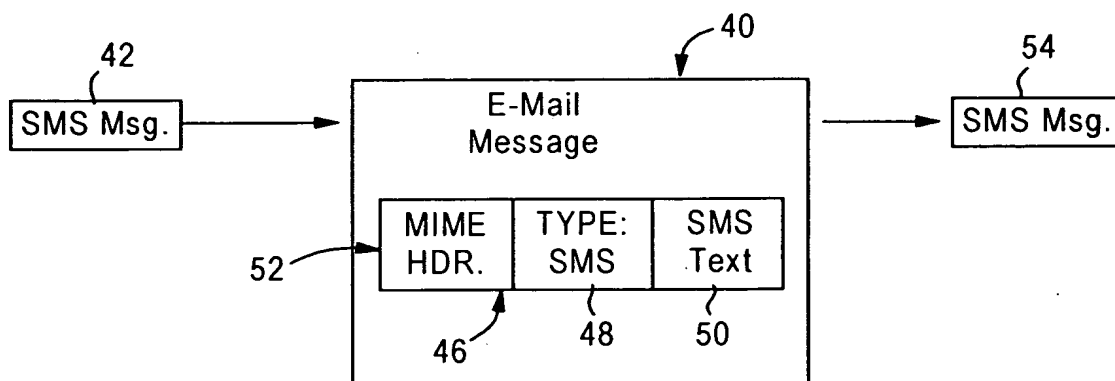 40
42
54
SMS Msg.
E-Mail
Message
SMS Msg.
MIME
HDR.
TYPE:
SMS
SMS
Text
52
46
48
50